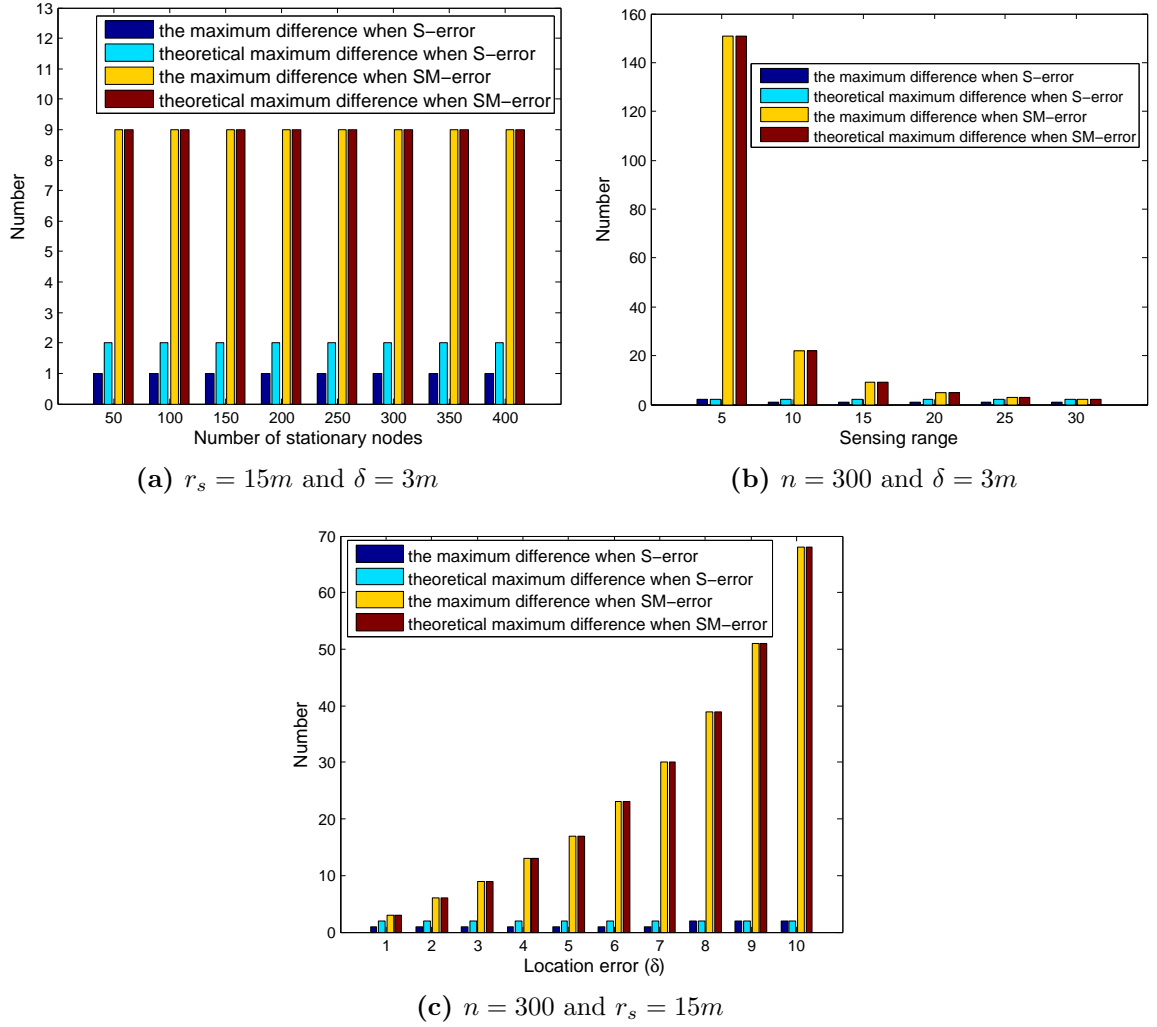 13
12
11
10
9
8
7
6
5
4
3
2
1
0
Number
the maximum difference when S−error
theoretical maximum difference when S−error
the maximum difference when SM−error
theoretical maximum difference when SM−error
50 100 150 200 250 300 350 400
Number of stationary nodes
(a) r_s = 15m and δ = 3m
160
140
120
100
80
60
40
20
0
Number
the maximum difference when S−error
theoretical maximum difference when S−error
the maximum difference when SM−error
theoretical maximum difference when SM−error
5 10 15 20 25 30
Sensing range
(b) n = 300 and δ = 3m
70
60
50
40
30
20
10
0
Number
the maximum difference when S−error
theoretical maximum difference when S−error
the maximum difference when SM−error
theoretical maximum difference when SM−error
1 2 3 4 5 6 7 8 9 10
Location error (δ)
(c) n = 300 and r_s = 15m